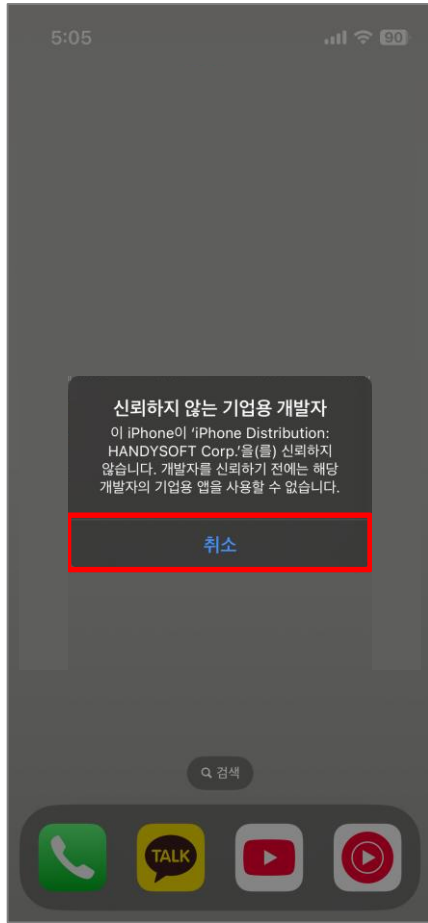 5:05
90
신뢰하지 않는 기업용 개발자
이 iPhone이 ‘iPhone Distribution:
HANDYSOFT Corp.’을(를) 신뢰하지
않습니다. 개발자를 신뢰하기 전에는 해당
개발자의 기업용 앱을 사용할 수 없습니다.
취소
검색
TALK